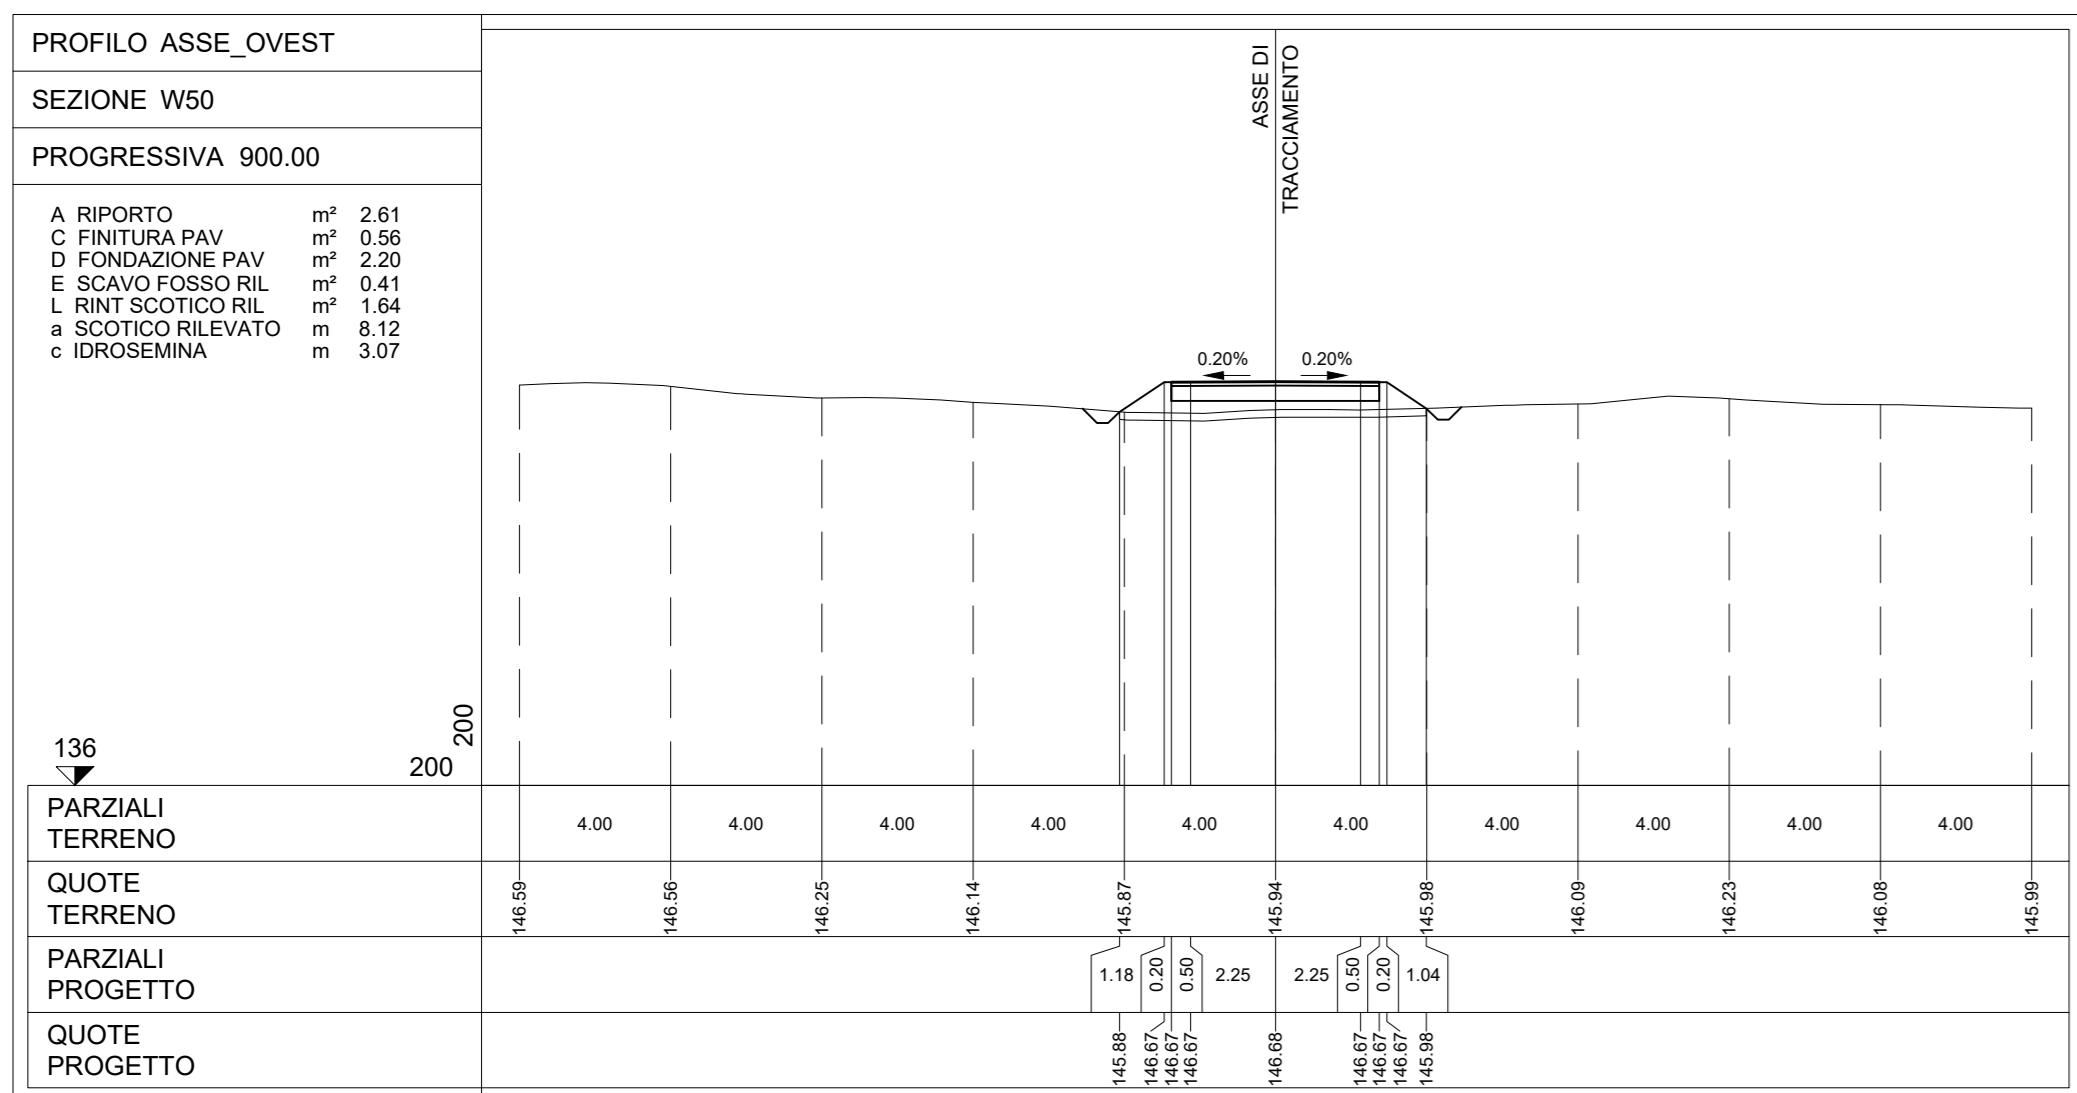 PROFILO ASSE_OVEST
SEZIONE W50
PROGRESSIVA 900.00
A RIPORTO m² 2.61
C FINITURA PAV m² 0.56
D FONDAZIONE PAV m² 2.20
E SCAVO FOSSO RIL m² 0.41
L RINT SCOTICO RIL m² 1.64
a SCOTICO RILEVATO m 8.12
c IDROSEMINA m 3.07
ASSE DI
TRACCIAMENTO
0.20% 0.20%
136
200
200
PARZIALI
TERRENO
4.00 4.00 4.00 4.00 4.00 4.00 4.00 4.00 4.00 4.00
QUOTE
TERRENO
146.59 146.56 146.25 146.14 145.87 145.94 145.98 146.09 146.23 146.08 145.99
PARZIALI
PROGETTO
1.18 0.20 0.50 2.25 2.25 0.50 0.20 1.04
QUOTE
PROGETTO
145.88 146.67 146.67 146.67 146.68 146.67 146.67 146.67 145.98